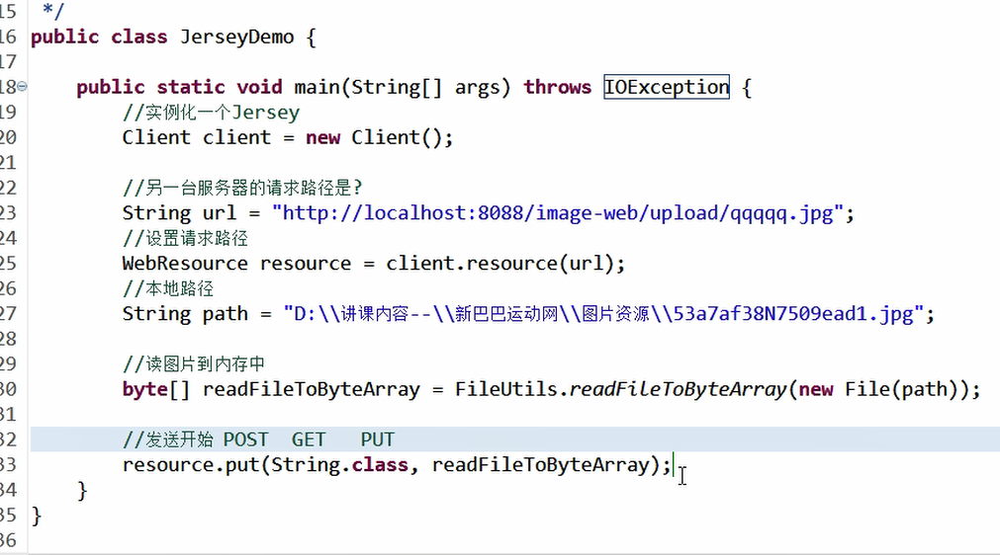 15 */
16 public class JerseyDemo {
17
18 public static void main(String[] args) throws IOException {
19 //实例化一个Jersey
20 Client client = new Client();
21
22 //另一台服务器的请求路径是?
23 String url = "http://localhost:8088/image-web/upload/qqqqq.jpg";
24 //设置请求路径
25 WebResource resource = client.resource(url);
26 //本地路径
27 String path = "D:\\讲课内容--\\新巴巴运动网\\图片资源\\53a7af38N7509ead1.jpg";
28
29 //读图片到内存中
30 byte[] readFileToByteArray = FileUtils.readFileToByteArray(new File(path));
31
32 //发送开始 POST GET PUT
33 resource.put(String.class, readFileToByteArray);
34 }
35 }
36